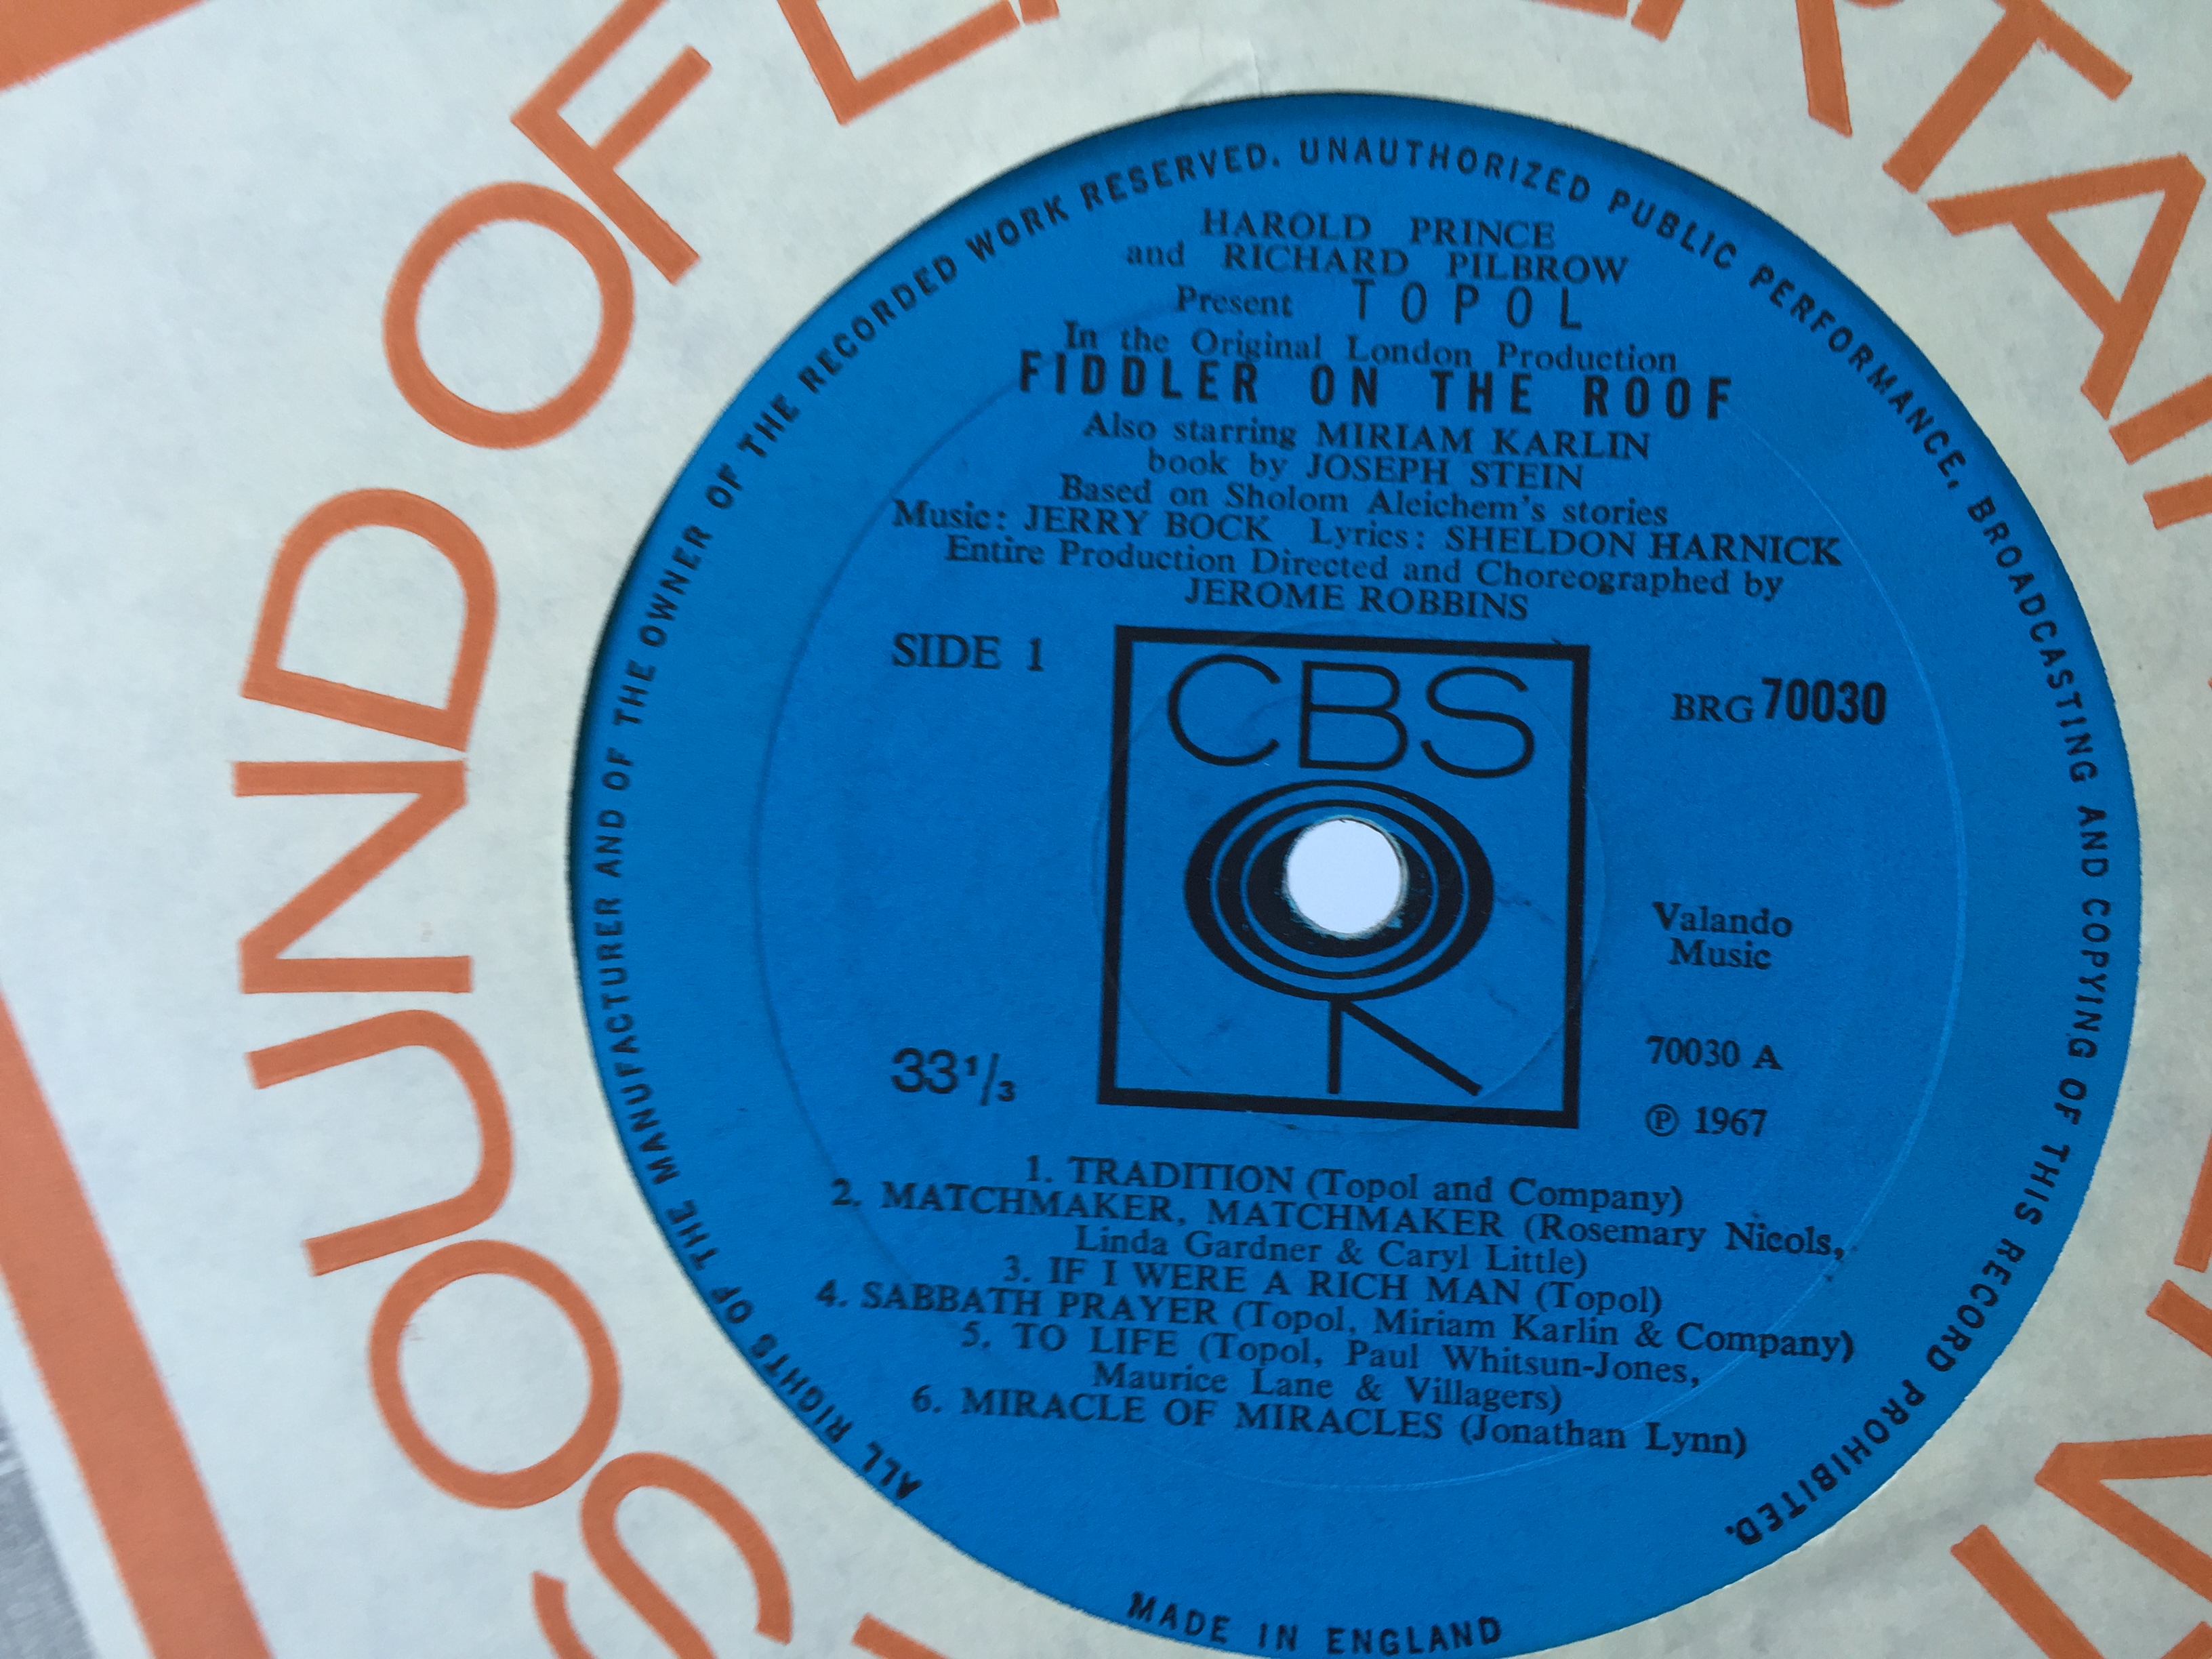 SOUND OF
ALL RIGHTS OF THE MANUFACTURER AND OF THE OWNER OF THE RECORDED WORK RESERVED. UNAUTHORIZED PUBLIC PERFORMANCE, BROADCASTING AND COPYING OF THIS RECORD PROHIBITED.
HAROLD PRINCE
and RICHARD PILBROW
Present TOPOL
In the Original London Production
FIDDLER ON THE ROOF
Also starring MIRIAM KARLIN
book by JOSEPH STEIN
Based on Sholom Aleichem's stories
Music: JERRY BOCK Lyrics: SHELDON HARNICK
Entire Production Directed and Choreographed by
JEROME ROBBINS
SIDE 1
CBS
BRG 70030
Valando
Music
33 1/3
70030 A
℗ 1967
1. TRADITION (Topol and Company)
2. MATCHMAKER, MATCHMAKER (Rosemary Nicols,
Linda Gardner & Caryl Little)
3. IF I WERE A RICH MAN (Topol)
4. SABBATH PRAYER (Topol, Miriam Karlin & Company)
5. TO LIFE (Topol, Paul Whitsun-Jones,
Maurice Lane & Villagers)
6. MIRACLE OF MIRACLES (Jonathan Lynn)
MADE IN ENGLAND